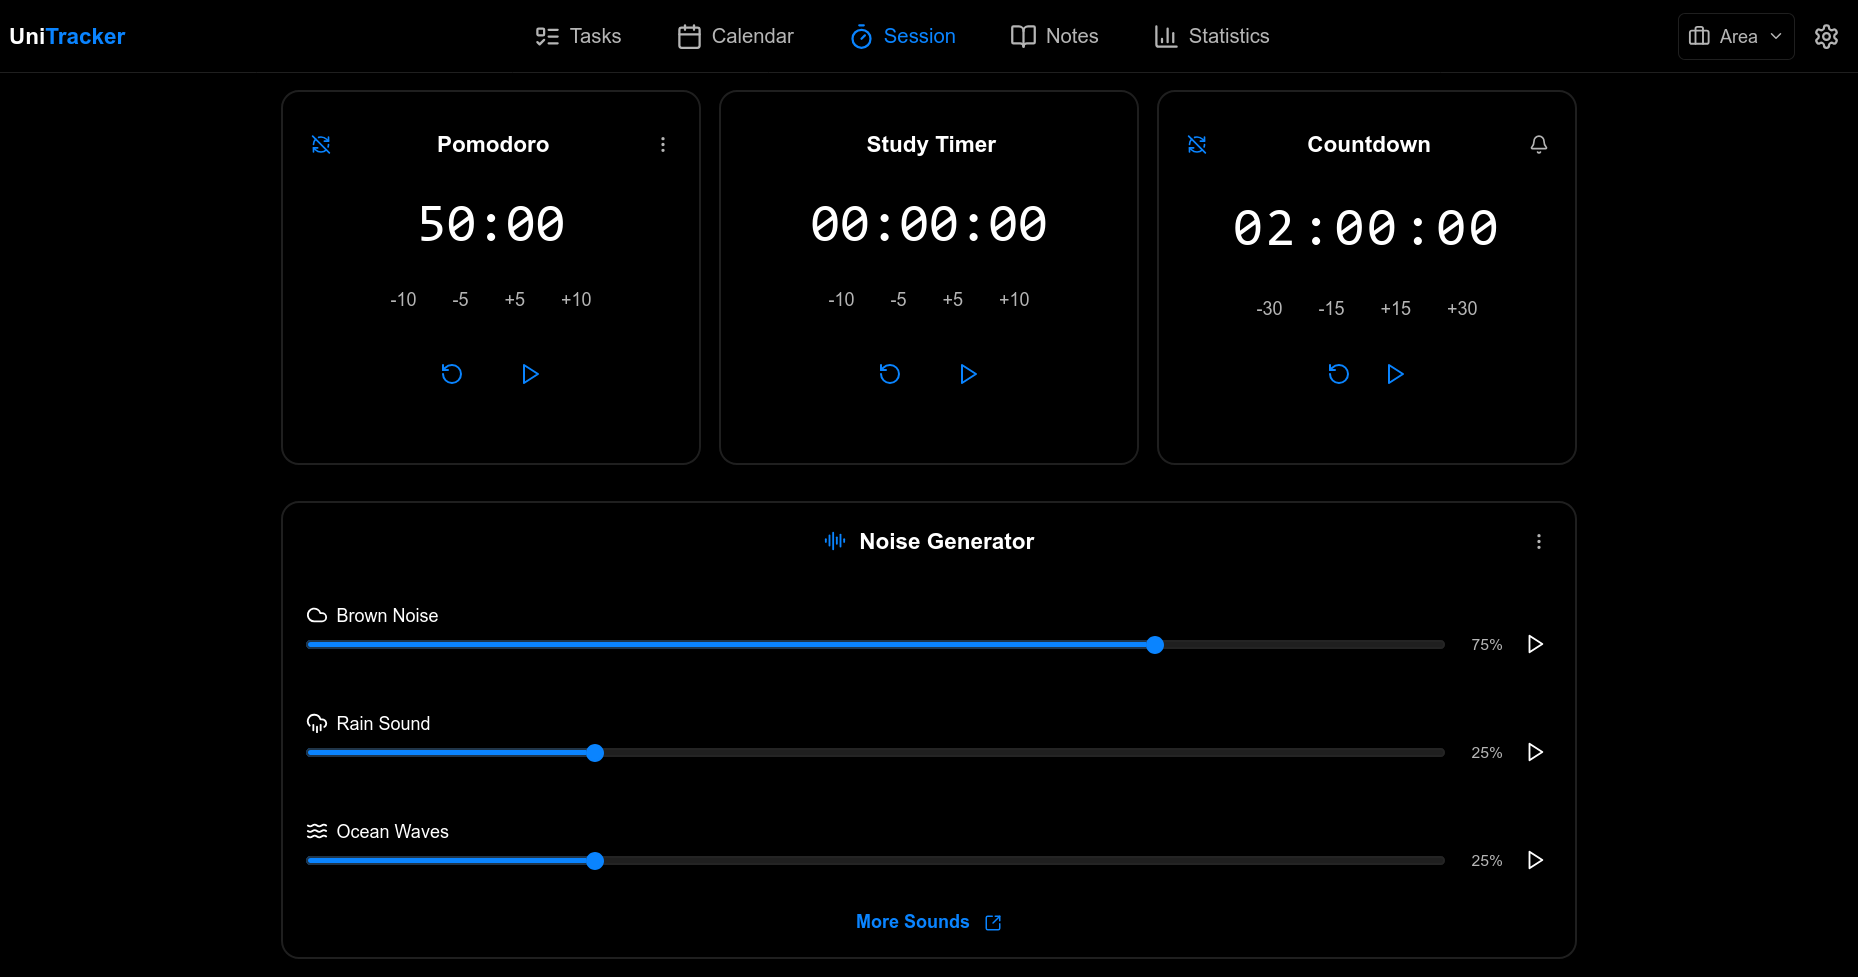 UniTracker
Tasks
Calendar
Session
Notes
Statistics
Area
Pomodoro
50:00
-10 -5 +5 +10
Study Timer
00:00:00
-10 -5 +5 +10
Countdown
02:00:00
-30 -15 +15 +30
Noise Generator
Brown Noise
75%
Rain Sound
25%
Ocean Waves
25%
More Sounds